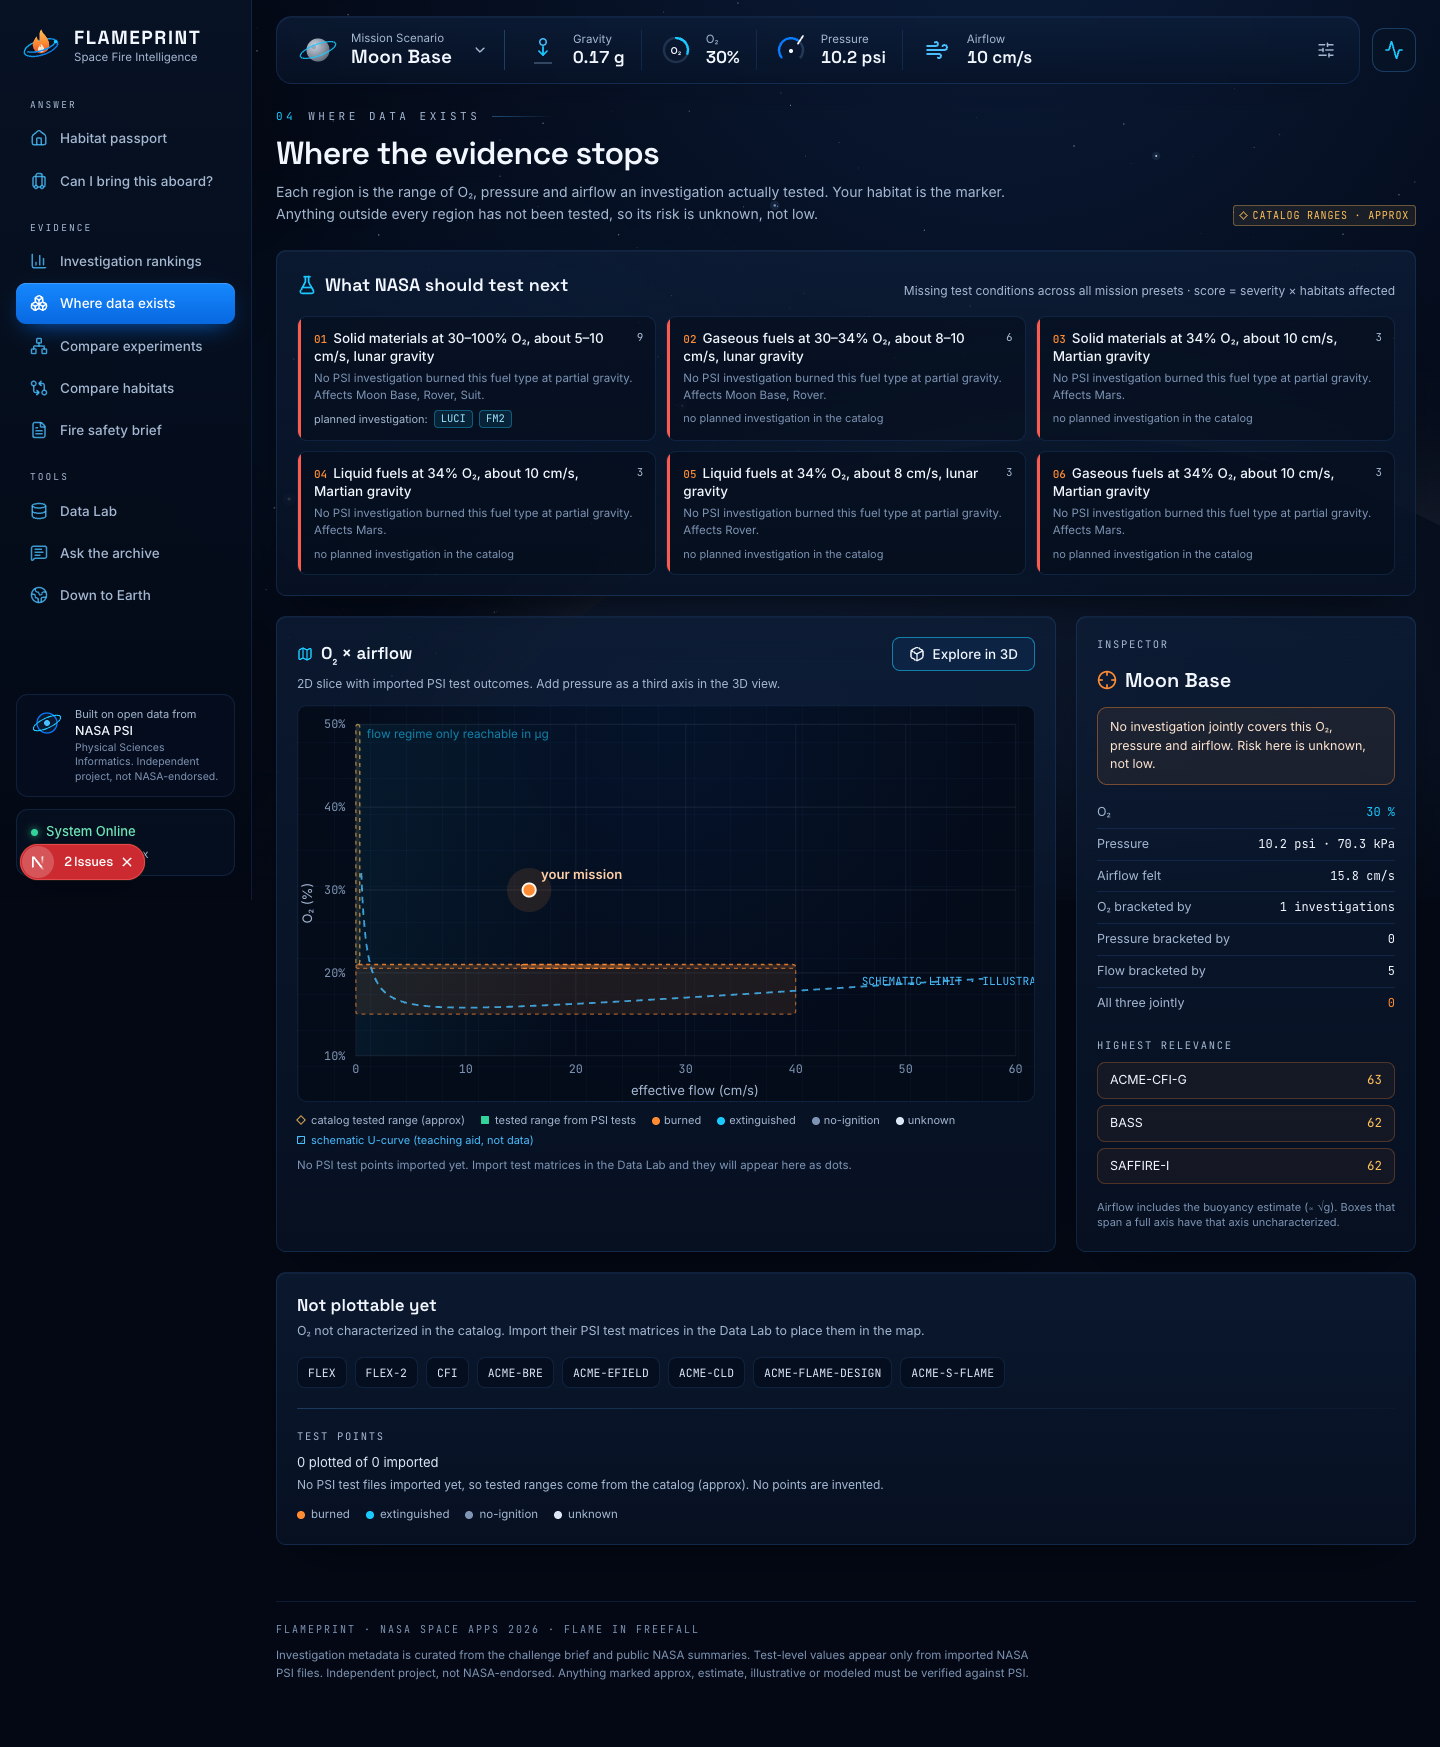 FLAMEPRINT
Space Fire Intelligence
ANSWER
Habitat passport
Can I bring this aboard?
EVIDENCE
Investigation rankings
Where data exists
Compare experiments
Compare habitats
Fire safety brief
TOOLS
Data Lab
Ask the archive
Down to Earth
Built on open data from
NASA PSI
Physical Sciences
Informatics. Independent
project, not NASA-endorsed.
System Online
2 Issues
Mission Scenario
Moon Base
Gravity
0.17 g
O₂
O₂
30%
Pressure
10.2 psi
Airflow
10 cm/s
04 WHERE DATA EXISTS
Where the evidence stops
Each region is the range of O₂, pressure and airflow an investigation actually tested. Your habitat is the marker.
Anything outside every region has not been tested, so its risk is unknown, not low.
CATALOG RANGES · APPROX
What NASA should test next
Missing test conditions across all mission presets · score = severity × habitats affected
01 Solid materials at 30–100% O₂, about 5–10 cm/s, lunar gravity
9
No PSI investigation burned this fuel type at partial gravity.
Affects Moon Base, Rover, Suit.
planned investigation: LUCI FM2
02 Gaseous fuels at 30–34% O₂, about 8–10 cm/s, lunar gravity
6
No PSI investigation burned this fuel type at partial gravity.
Affects Moon Base, Rover.
no planned investigation in the catalog
03 Solid materials at 34% O₂, about 10 cm/s, Martian gravity
3
No PSI investigation burned this fuel type at partial gravity.
Affects Mars.
no planned investigation in the catalog
04 Liquid fuels at 34% O₂, about 10 cm/s, Martian gravity
3
No PSI investigation burned this fuel type at partial gravity.
Affects Mars.
no planned investigation in the catalog
05 Liquid fuels at 34% O₂, about 8 cm/s, lunar gravity
3
No PSI investigation burned this fuel type at partial gravity.
Affects Rover.
no planned investigation in the catalog
06 Gaseous fuels at 34% O₂, about 10 cm/s, Martian gravity
3
No PSI investigation burned this fuel type at partial gravity.
Affects Mars.
no planned investigation in the catalog
O₂ × airflow
Explore in 3D
2D slice with imported PSI test outcomes. Add pressure as a third axis in the 3D view.
50%
flow regime only reachable in µg
40%
your mission
30%
O₂ (%)
20%
SCHEMATIC LIMIT · ILLUSTRA
10%
0 10 20 30 40 50 60
effective flow (cm/s)
catalog tested range (approx) tested range from PSI tests burned extinguished no-ignition unknown
schematic U-curve (teaching aid, not data)
No PSI test points imported yet. Import test matrices in the Data Lab and they will appear here as dots.
INSPECTOR
Moon Base
No investigation jointly covers this O₂,
pressure and airflow. Risk here is unknown,
not low.
O₂ 30 %
Pressure 10.2 psi · 70.3 kPa
Airflow felt 15.8 cm/s
O₂ bracketed by 1 investigations
Pressure bracketed by 0
Flow bracketed by 5
All three jointly 0
HIGHEST RELEVANCE
ACME-CFI-G 63
BASS 62
SAFFIRE-I 62
Airflow includes the buoyancy estimate (∝ √g). Boxes that
span a full axis have that axis uncharacterized.
Not plottable yet
O₂ not characterized in the catalog. Import their PSI test matrices in the Data Lab to place them in the map.
FLEX FLEX-2 CFI ACME-BRE ACME-EFIELD ACME-CLD ACME-FLAME-DESIGN ACME-S-FLAME
TEST POINTS
0 plotted of 0 imported
No PSI test files imported yet, so tested ranges come from the catalog (approx). No points are invented.
burned extinguished no-ignition unknown
FLAMEPRINT · NASA SPACE APPS 2026 · FLAME IN FREEFALL
Investigation metadata is curated from the challenge brief and public NASA summaries. Test-level values appear only from imported NASA
PSI files. Independent project, not NASA-endorsed. Anything marked approx, estimate, illustrative or modeled must be verified against PSI.